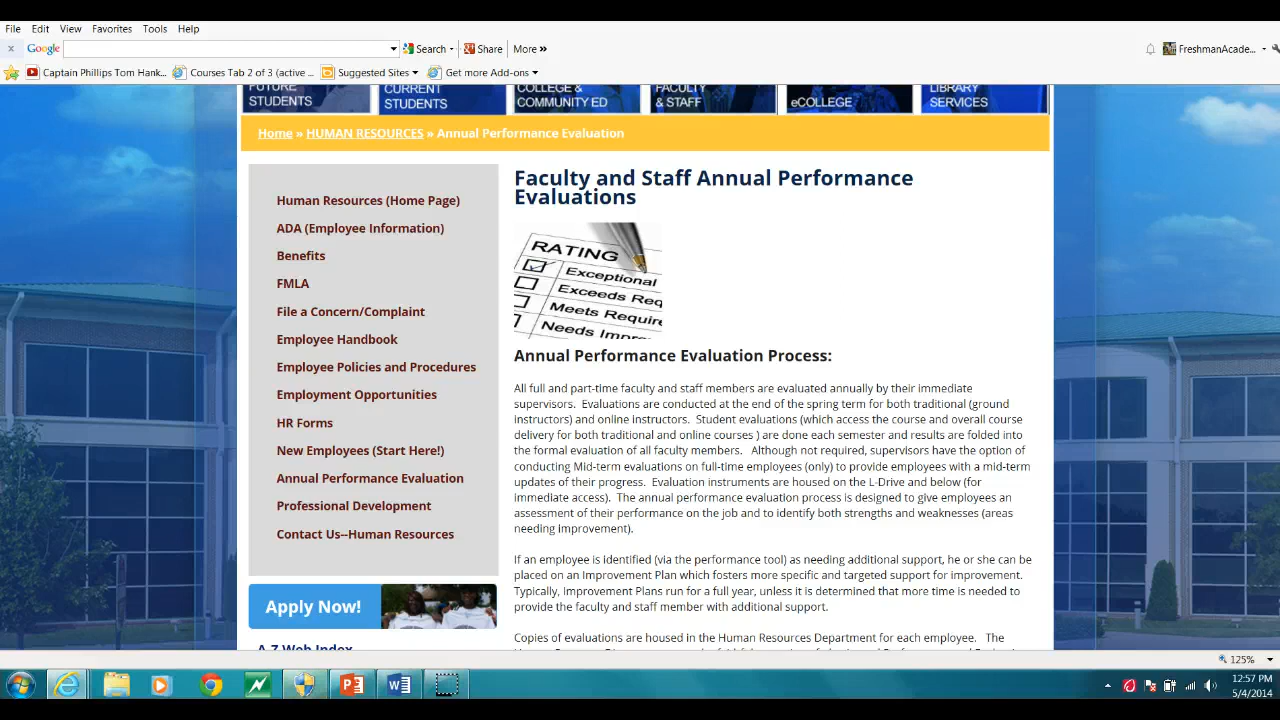 File Edit View Favorites Tools Help
x Google Search Share More » FreshmanAcade...
Captain Phillips Tom Hank... Courses Tab 2 of 3 (active ... Suggested Sites Get more Add-ons
FUTURE STUDENTS
CURRENT STUDENTS
COLLEGE & COMMUNITY ED
FACULTY & STAFF
eCOLLEGE
LIBRARY SERVICES
Home » HUMAN RESOURCES » Annual Performance Evaluation
Human Resources (Home Page)
ADA (Employee Information)
Benefits
FMLA
File a Concern/Complaint
Employee Handbook
Employee Policies and Procedures
Employment Opportunities
HR Forms
New Employees (Start Here!)
Annual Performance Evaluation
Professional Development
Contact Us--Human Resources
Apply Now!
A-Z Web Index
Faculty and Staff Annual Performance
Evaluations
RATING
Exceptional
Exceeds Req
Meets Requir
Needs Impr
Annual Performance Evaluation Process:
All full and part-time faculty and staff members are evaluated annually by their immediate
supervisors. Evaluations are conducted at the end of the spring term for both traditional (ground
instructors) and online instructors. Student evaluations (which access the course and overall course
delivery for both traditional and online courses ) are done each semester and results are folded into
the formal evaluation of all faculty members. Although not required, supervisors have the option of
conducting Mid-term evaluations on full-time employees (only) to provide employees with a mid-term
updates of their progress. Evaluation instruments are housed on the L-Drive and below (for
immediate access). The annual performance evaluation process is designed to give employees an
assessment of their performance on the job and to identify both strengths and weaknesses (areas
needing improvement).
If an employee is identified (via the performance tool) as needing additional support, he or she can be
placed on an Improvement Plan which fosters more specific and targeted support for improvement.
Typically, Improvement Plans run for a full year, unless it is determined that more time is needed to
provide the faculty and staff member with additional support.
Copies of evaluations are housed in the Human Resources Department for each employee. The
125%
12:57 PM
5/4/2014